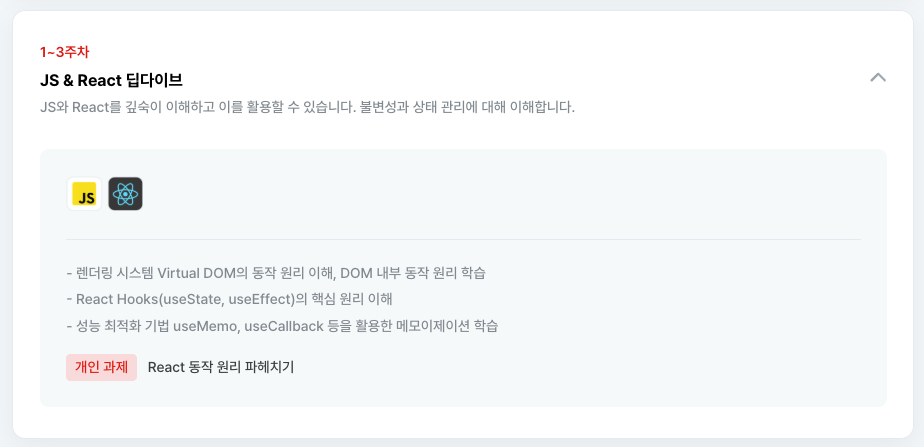 1~3주차
JS & React 딥다이브
JS와 React를 깊숙이 이해하고 이를 활용할 수 있습니다. 불변성과 상태 관리에 대해 이해합니다.
JS
- 렌더링 시스템 Virtual DOM의 동작 원리 이해, DOM 내부 동작 원리 학습
- React Hooks(useState, useEffect)의 핵심 원리 이해
- 성능 최적화 기법 useMemo, useCallback 등을 활용한 메모이제이션 학습
개인 과제 React 동작 원리 파헤치기